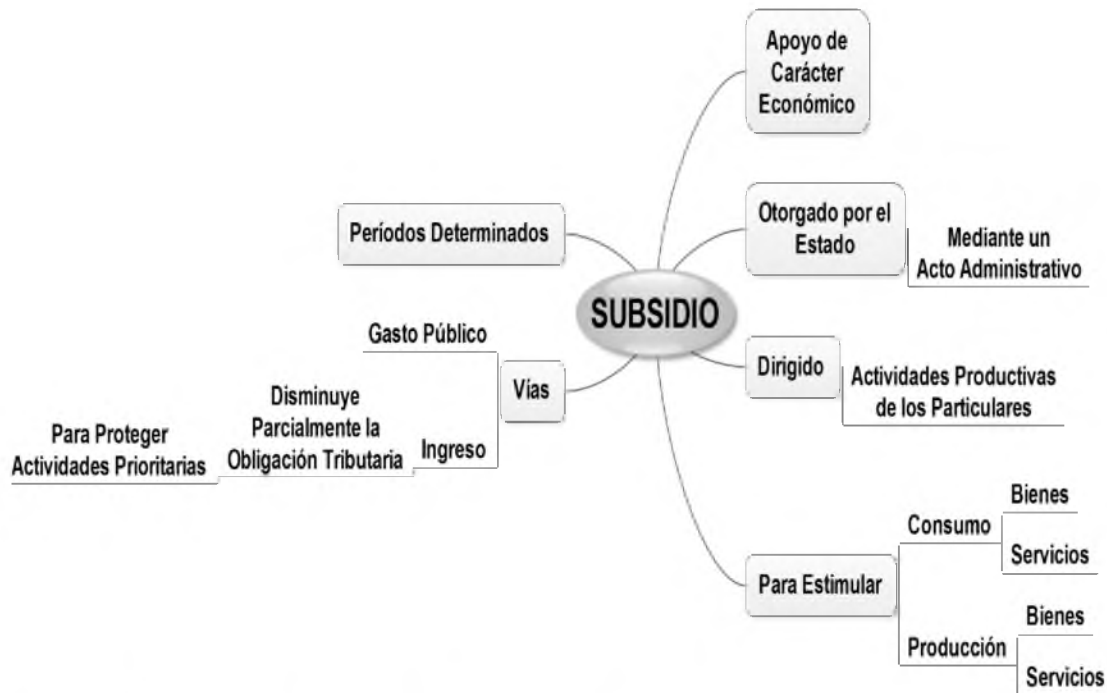 Apoyo de
Carácter
Económico
Otorgado por el
Estado
Mediante un
Acto Administrativo
Períodos Determinados
SUBSIDIO
Gasto Público
Vías
Dirigido
Actividades Productivas
de los Particulares
Disminuye
Parcialmente la
Obligación Tributaria
Ingreso
Para Proteger
Actividades Prioritarias
Para Estimular
Consumo
Bienes
Servicios
Producción
Bienes
Servicios